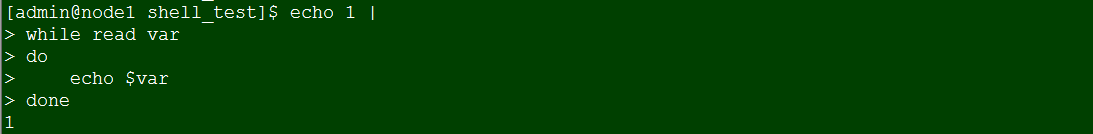 [admin@node1 shell_test]$ echo 1 |
> while read var
> do
>     echo $var
> done
1